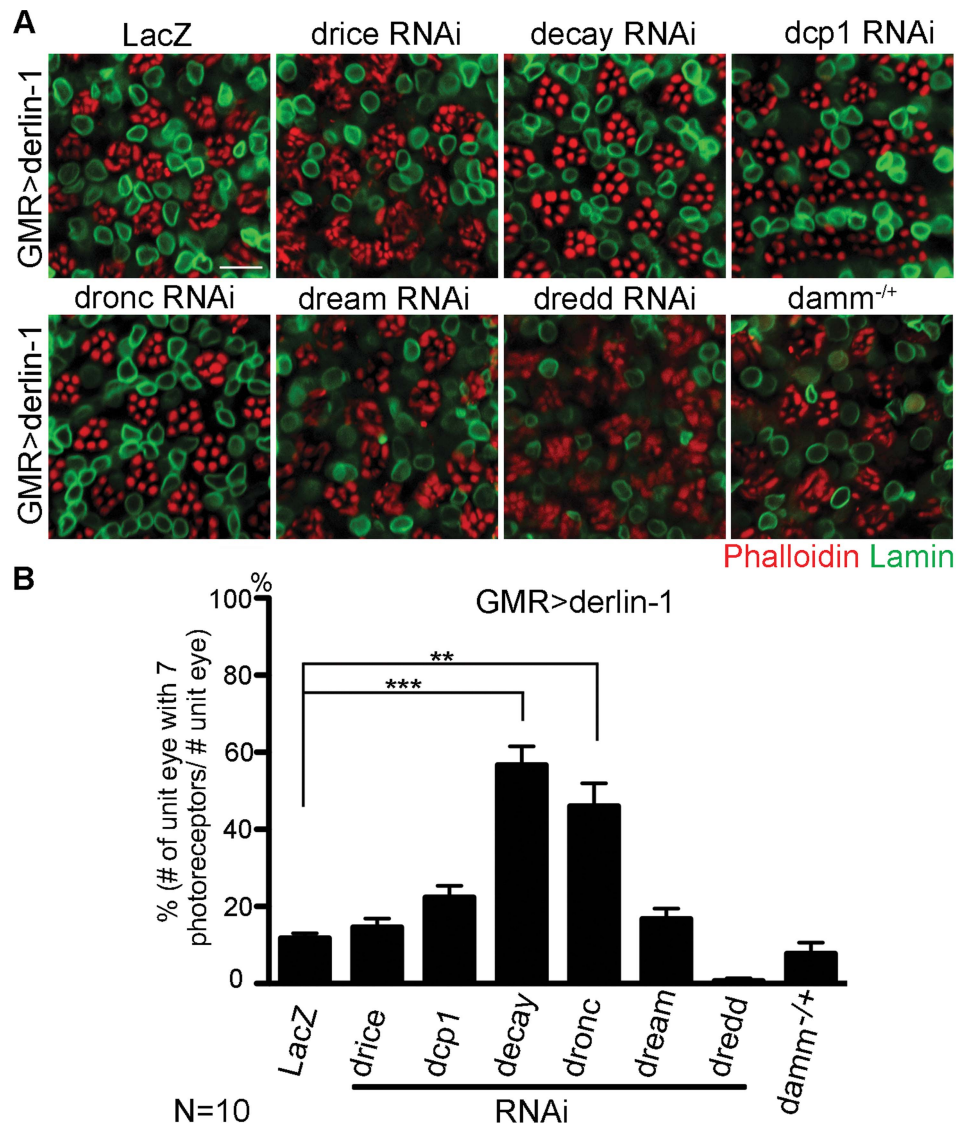 A
LacZ drice RNAi decay RNAi dcp1 RNAi
GMR>derlin-1
dronc RNAi dream RNAi dredd RNAi damm-/+
GMR>derlin-1
Phalloidin Lamin
B
%
GMR>derlin-1
100
80
60
40
20
0
% (# of unit eye with 7
photoreceptors/ # unit eye)
**
***
LacZ drice dcp1 decay dronc dream dredd damm-/+
RNAi
N=10